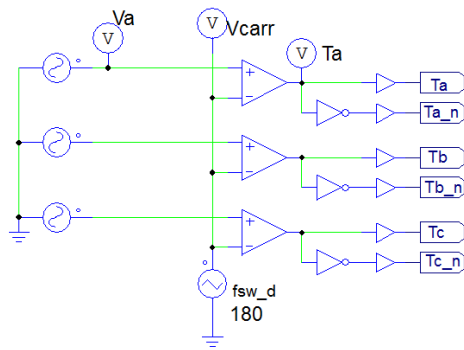 Va
V
V
Vcarr
V
Ta
Ta
Ta_n
Tb
Tb_n
Tc
Tc_n
fsw_d
180